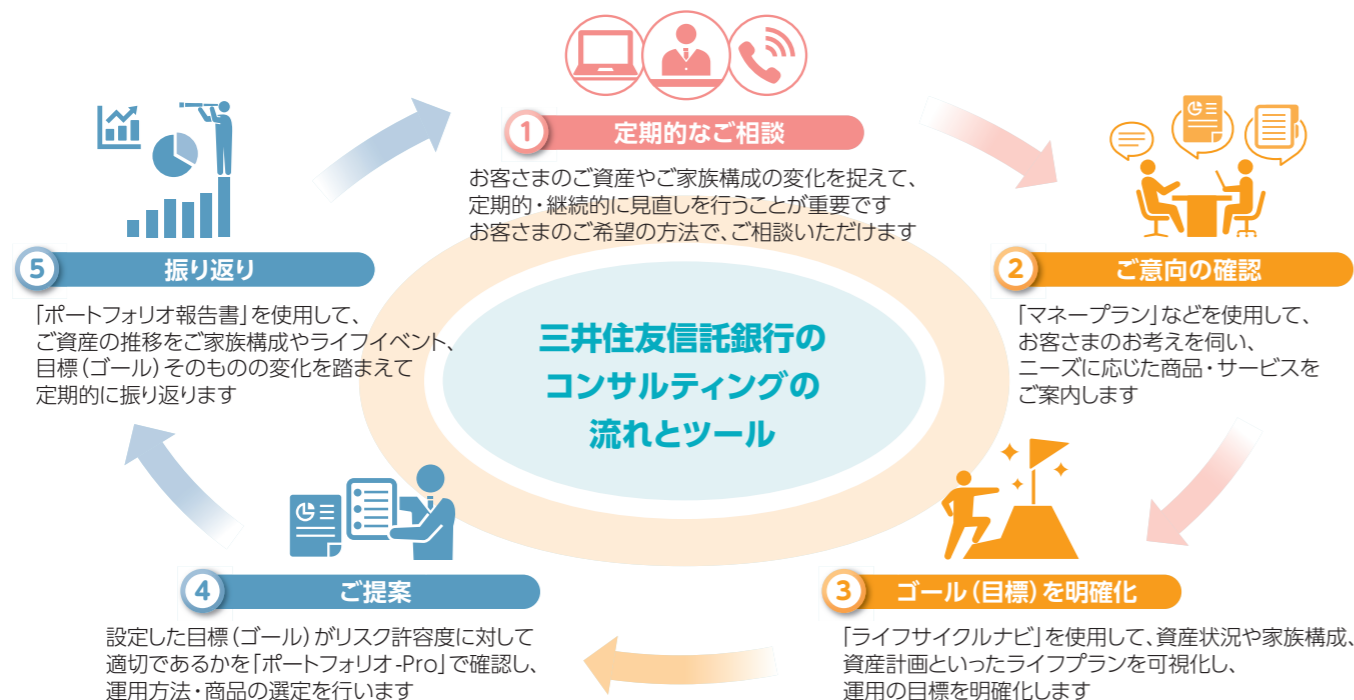 三井住友信託銀行の
コンサルティングの
流れとツール
1 定期的なご相談
お客さまのご資産やご家族構成の変化を捉えて、
定期的・継続的に見直しを行うことが重要です
お客さまのご希望の方法で、ご相談いただけます
2 ご意向の確認
「マネープラン」などを使用して、
お客さまのお考えを伺い、
ニーズに応じた商品・サービスを
ご案内します
3 ゴール(目標)を明確化
「ライフサイクルナビ」を使用して、資産状況や家族構成、
資産計画といったライフプランを可視化し、
運用の目標を明確化します
4 ご提案
設定した目標(ゴール)がリスク許容度に対して
適切であるかを「ポートフォリオ-Pro」で確認し、
運用方法・商品の選定を行います
5 振り返り
「ポートフォリオ報告書」を使用して、
ご資産の推移をご家族構成やライフイベント、
目標(ゴール)そのものの変化を踏まえて
定期的に振り返ります